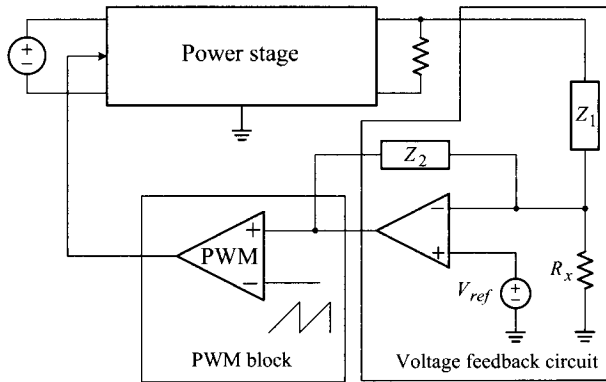 Power stage
Z1
Z2
PWM
Vref
Rx
PWM block
Voltage feedback circuit